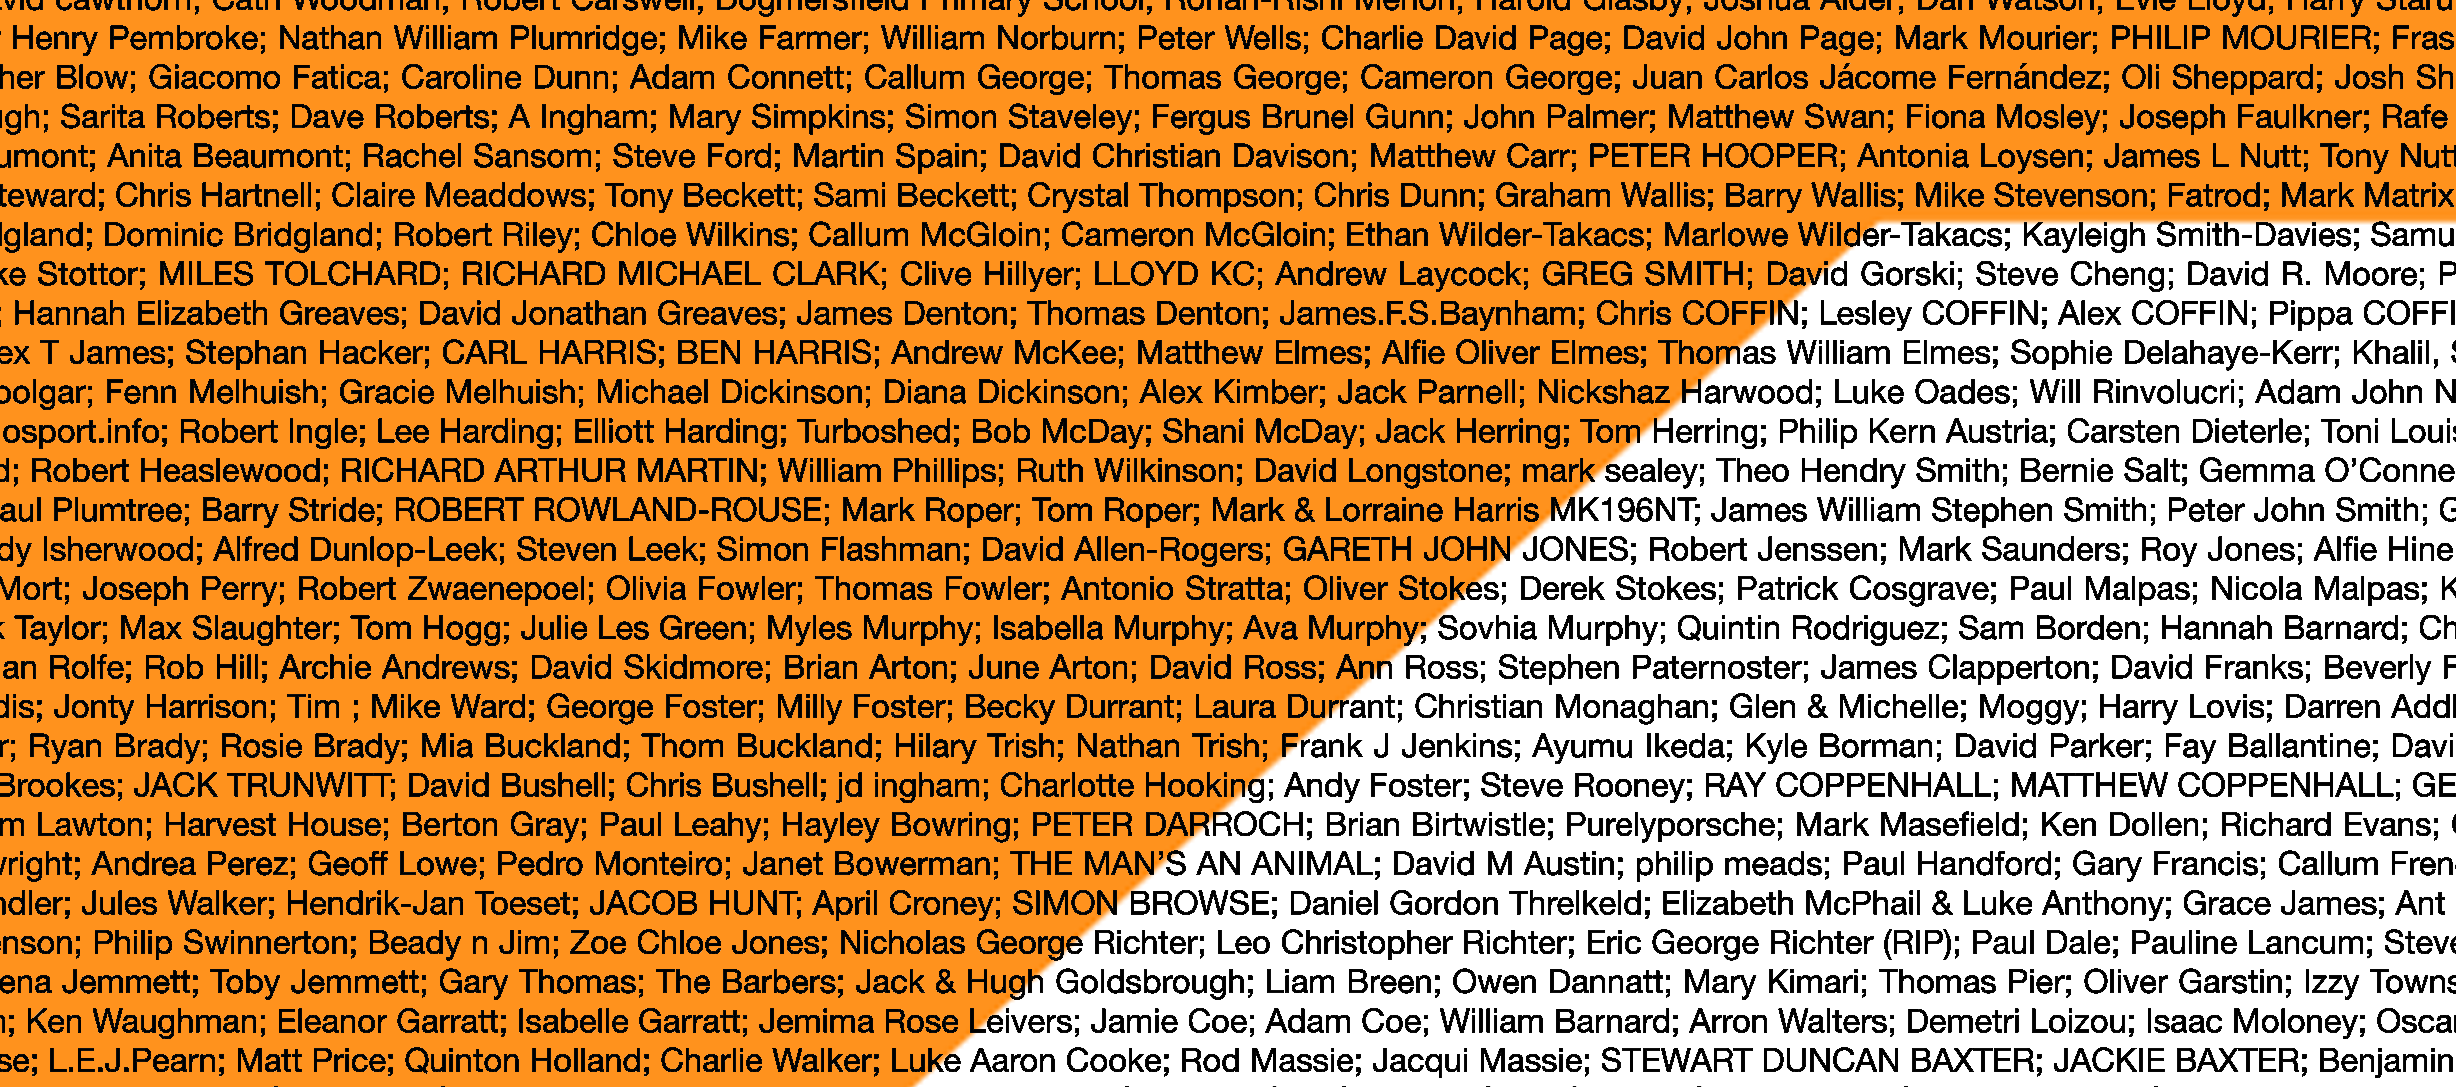 lawthorn; Cath Woodman; Robert Carswell; Dogmersfield Primary School; Rohan-Rishi Menon; Harold Glasby; Joshua Alder; Dan Watson; Evie Lloyd; Harry
Henry Pembroke; Nathan William Plumridge; Mike Farmer; William Norburn; Peter Wells; Charlie David Page; David John Page; Mark Mourier; PHILIP MOURIER; Fras
her Blow; Giacomo Fatica; Caroline Dunn; Adam Connett; Callum George; Thomas George; Cameron George; Juan Carlos Jácome Fernández; Oli Sheppard; Josh Sh
ugh; Sarita Roberts; Dave Roberts; A Ingham; Mary Simpkins; Simon Staveley; Fergus Brunel Gunn; John Palmer; Matthew Swan; Fiona Mosley; Joseph Faulkner; Rafe
umont; Anita Beaumont; Rachel Sansom; Steve Ford; Martin Spain; David Christian Davison; Matthew Carr; PETER HOOPER; Antonia Loysen; James L Nutt; Tony Nutt
teward; Chris Hartnell; Claire Meaddows; Tony Beckett; Sami Beckett; Crystal Thompson; Chris Dunn; Graham Wallis; Barry Wallis; Mike Stevenson; Fatrod; Mark Matrix
dgland; Dominic Bridgland; Robert Riley; Chloe Wilkins; Callum McGloin; Cameron McGloin; Ethan Wilder-Takacs; Marlowe Wilder-Takacs; Kayleigh Smith-Davies; Samu
ke Stottor; MILES TOLCHARD; RICHARD MICHAEL CLARK; Clive Hillyer; LLOYD KC; Andrew Laycock; GREG SMITH; David Gorski; Steve Cheng; David R. Moore; P
; Hannah Elizabeth Greaves; David Jonathan Greaves; James Denton; Thomas Denton; James.F.S.Baynham; Chris COFFIN; Lesley COFFIN; Alex COFFIN; Pippa COFFI
ex T James; Stephan Hacker; CARL HARRIS; BEN HARRIS; Andrew McKee; Matthew Elmes; Alfie Oliver Elmes; Thomas William Elmes; Sophie Delahaye-Kerr; Khalil,
oolgar; Fenn Melhuish; Gracie Melhuish; Michael Dickinson; Diana Dickinson; Alex Kimber; Jack Parnell; Nickshaz Harwood; Luke Oades; Will Rinvolucri; Adam John N
osport.info; Robert Ingle; Lee Harding; Elliott Harding; Turboshed; Bob McDay; Shani McDay; Jack Herring; Tom Herring; Philip Kern Austria; Carsten Dieterle; Toni Louis
d; Robert Heaslewood; RICHARD ARTHUR MARTIN; William Phillips; Ruth Wilkinson; David Longstone; mark sealey; Theo Hendry Smith; Bernie Salt; Gemma O’Conne
aul Plumtree; Barry Stride; ROBERT ROWLAND-ROUSE; Mark Roper; Tom Roper; Mark & Lorraine Harris MK196NT; James William Stephen Smith; Peter John Smith; G
dy Isherwood; Alfred Dunlop-Leek; Steven Leek; Simon Flashman; David Allen-Rogers; GARETH JOHN JONES; Robert Jenssen; Mark Saunders; Roy Jones; Alfie Hine
Mort; Joseph Perry; Robert Zwaenepoel; Olivia Fowler; Thomas Fowler; Antonio Stratta; Oliver Stokes; Derek Stokes; Patrick Cosgrave; Paul Malpas; Nicola Malpas; K
k Taylor; Max Slaughter; Tom Hogg; Julie Les Green; Myles Murphy; Isabella Murphy; Ava Murphy; Sovhia Murphy; Quintin Rodriguez; Sam Borden; Hannah Barnard; Ch
an Rolfe; Rob Hill; Archie Andrews; David Skidmore; Brian Arton; June Arton; David Ross; Ann Ross; Stephen Paternoster; James Clapperton; David Franks; Beverly F
dis; Jonty Harrison; Tim ; Mike Ward; George Foster; Milly Foster; Becky Durrant; Laura Durrant; Christian Monaghan; Glen & Michelle; Moggy; Harry Lovis; Darren Addl
r; Ryan Brady; Rosie Brady; Mia Buckland; Thom Buckland; Hilary Trish; Nathan Trish; Frank J Jenkins; Ayumu Ikeda; Kyle Borman; David Parker; Fay Ballantine; Davi
Brookes; JACK TRUNWITT; David Bushell; Chris Bushell; jd ingham; Charlotte Hooking; Andy Foster; Steve Rooney; RAY COPPENHALL; MATTHEW COPPENHALL; GE
m Lawton; Harvest House; Berton Gray; Paul Leahy; Hayley Bowring; PETER DARROCH; Brian Birtwistle; Purelyporsche; Mark Masefield; Ken Dollen; Richard Evans;
wright; Andrea Perez; Geoff Lowe; Pedro Monteiro; Janet Bowerman; THE MAN’S AN ANIMAL; David M Austin; philip meads; Paul Handford; Gary Francis; Callum Fren
ndler; Jules Walker; Hendrik-Jan Toeset; JACOB HUNT; April Croney; SIMON BROWSE; Daniel Gordon Threlkeld; Elizabeth McPhail & Luke Anthony; Grace James; Ant
enson; Philip Swinnerton; Beady n Jim; Zoe Chloe Jones; Nicholas George Richter; Leo Christopher Richter; Eric George Richter (RIP); Paul Dale; Pauline Lancum; Steve
ena Jemmett; Toby Jemmett; Gary Thomas; The Barbers; Jack & Hugh Goldsbrough; Liam Breen; Owen Dannatt; Mary Kimari; Thomas Pier; Oliver Garstin; Izzy Towns
; Ken Waughman; Eleanor Garratt; Isabelle Garratt; Jemima Rose Leivers; Jamie Coe; Adam Coe; William Barnard; Arron Walters; Demetri Loizou; Isaac Moloney; Oscar
se; L.E.J.Pearn; Matt Price; Quinton Holland; Charlie Walker; Luke Aaron Cooke; Rod Massie; Jacqui Massie; STEWART DUNCAN BAXTER; JACKIE BAXTER; Benjamin